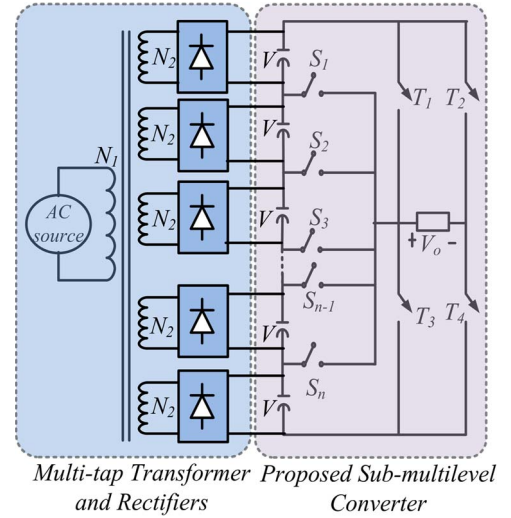 N₂
V
S₁
T₁
T₂
N₂
V
S₂
N₁
N₂
V
S₃
AC
source
+ Vₒ -
Sₙ₋₁
T₃
T₄
N₂
V
Sₙ
N₂
V
Multi-tap Transformer
and Rectifiers
Proposed Sub-multilevel
Converter